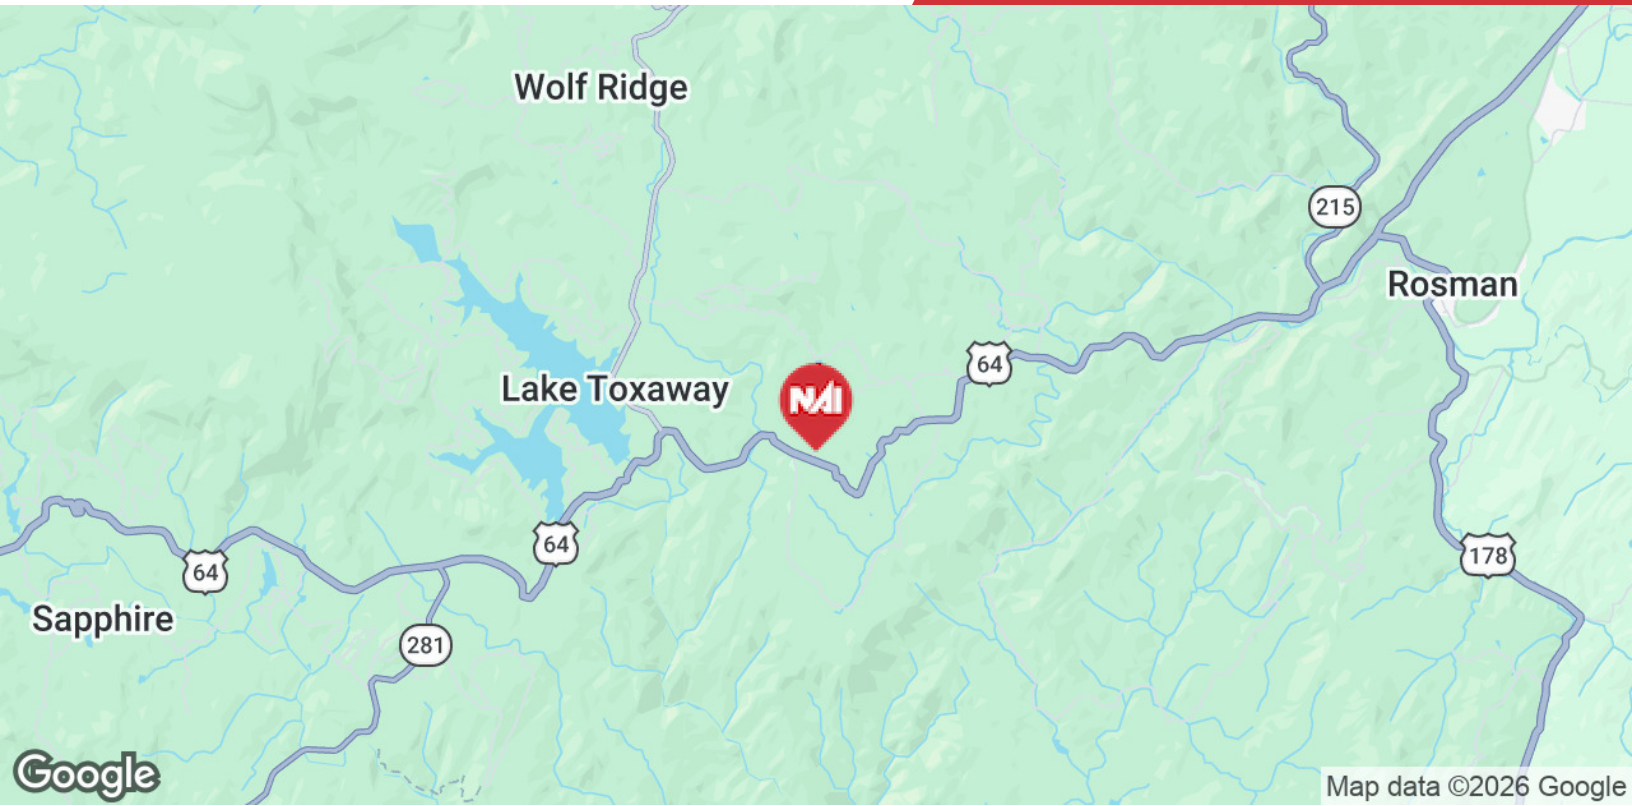 Wolf Ridge
215
Rosman
64
Lake Toxaway
NAI
64
178
64
Sapphire
281
Google
Map data ©2026 Google